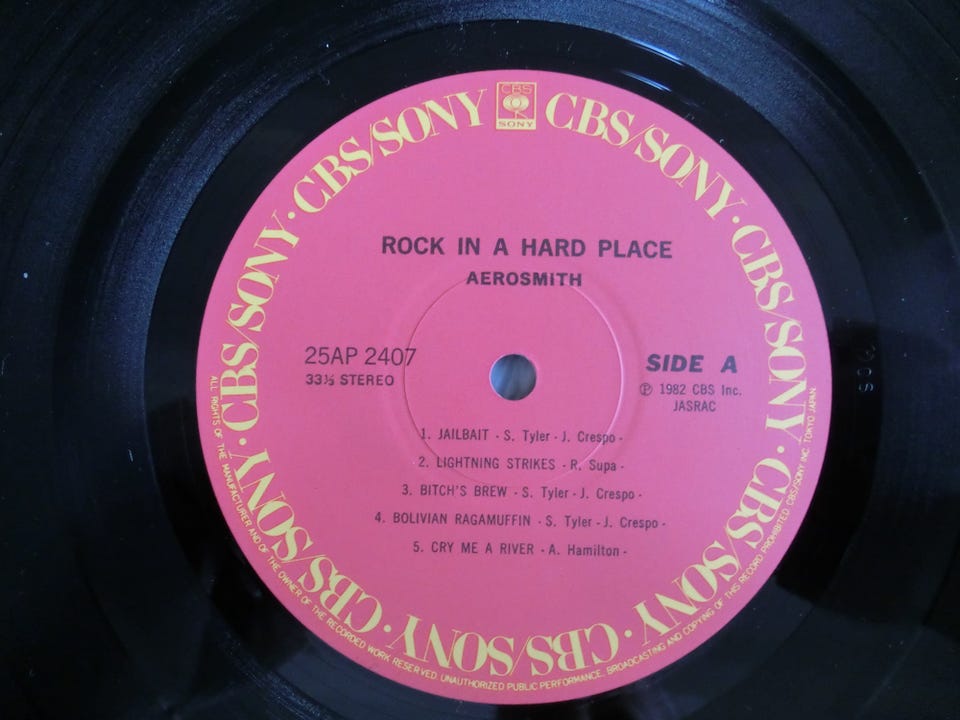 CBS
SONY
CBS/SONY · CBS/SONY · CBS/SONY · CBS/SONY · CBS/SONY · CBS/SONY · CBS/SONY · CBS/SONY
ROCK IN A HARD PLACE
AEROSMITH
25AP 2407
33⅓ STEREO
SIDE A
Ⓟ 1982 CBS Inc.
JASRAC
1. JAILBAIT - S. Tyler - J. Crespo -
2. LIGHTNING STRIKES - R. Supa -
3. BITCH'S BREW - S. Tyler - J. Crespo -
4. BOLIVIAN RAGAMUFFIN - S. Tyler - J. Crespo -
5. CRY ME A RIVER - A. Hamilton -
ALL RIGHTS OF THE MANUFACTURER AND OF THE OWNER OF THE RECORDED WORK RESERVED. UNAUTHORIZED PUBLIC PERFORMANCE, BROADCASTING AND COPYING OF THIS RECORD PROHIBITED. CBS/SONY INC. TOKYO JAPAN.